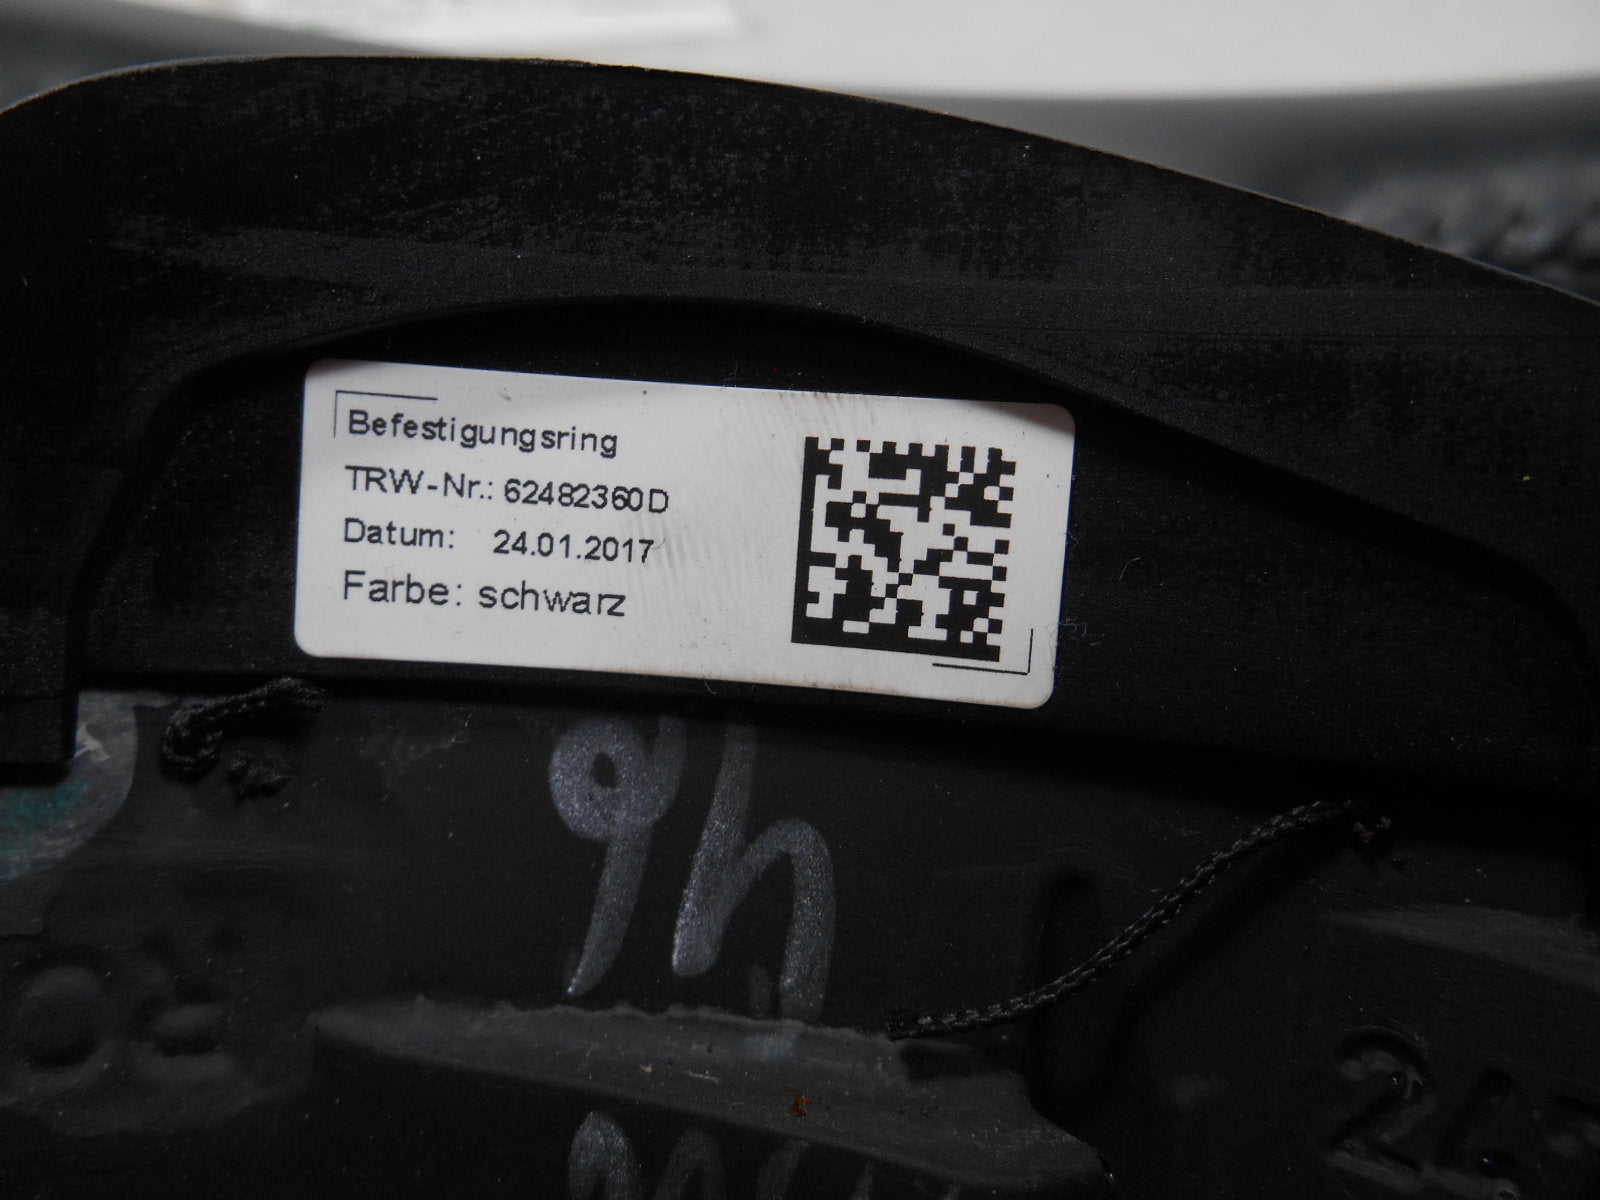 Befestigungsring
TRW-Nr.: 62482360D
Datum: 24.01.2017
Farbe: schwarz